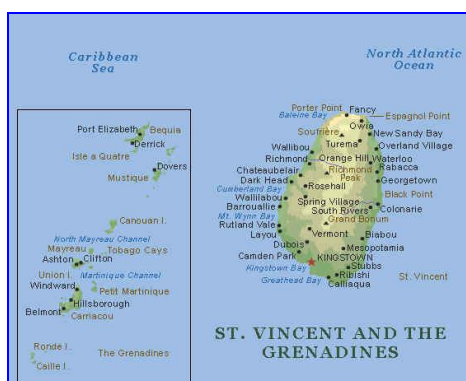 Caribbean
Sea
North Atlantic
Ocean
Port Elizabeth
Bequia
Derrick
Isle a Quatre
Dovers
Mustique
Canouan I.
North Mayreau Channel
Mayreau
Tobago Cays
Ashton
Clifton
Union I.
Martinique Channel
Windward
Petit Martinique
Hillsborough
Belmont
Carriacou
Ronde I.
The Grenadines
Caille I.
Porter Point
Fancy
Baleine Bay
Espagnol Point
Owia
Soufriere
New Sandy Bay
Turema
Overland Village
Wallibou
Richmond
Orange Hill
Waterloo
Chateaubelair
Richmond
Peak
Rabacca
Dark Head
Georgetown
Cumberland Bay
Rosehall
Wallilabou
Black Point
Barrouallie
Spring Village
South Rivers
Colonarie
Mt. Wynn Bay
Grand Bonum
Rutland Vale
Layou
Vermont
Biabou
Dubois
Mesopotamia
Camden Park
KINGSTOWN
Kingstown Bay
Stubbs
Ribishi
St. Vincent
Greathead Bay
Calliaqua
ST. VINCENT AND THE
GRENADINES